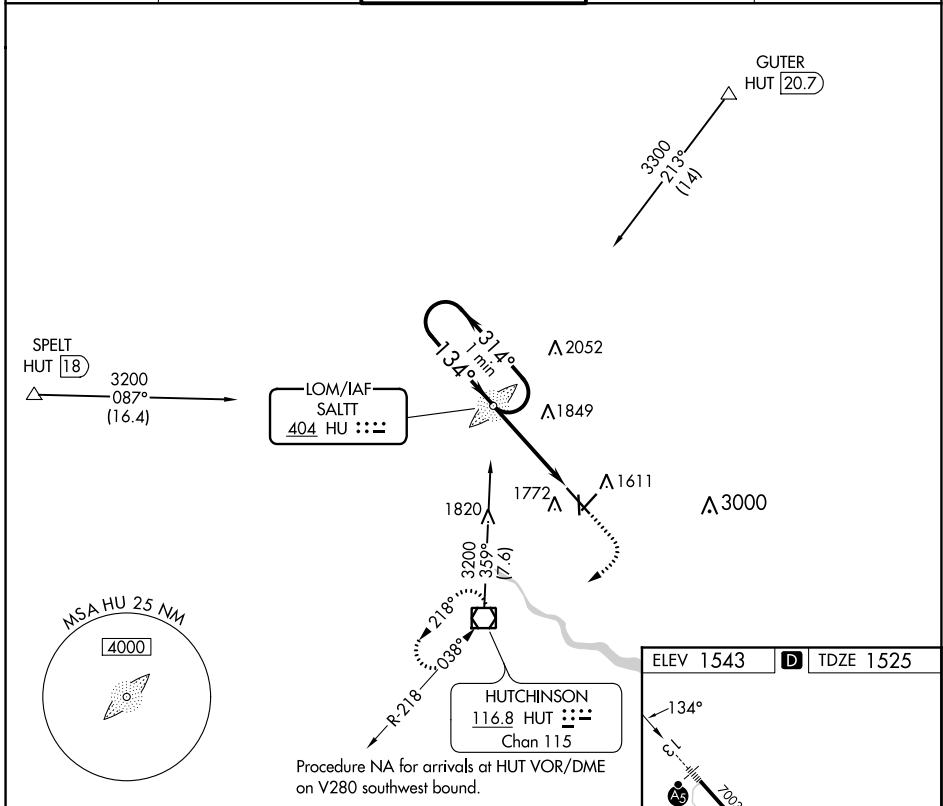 GUTER
HUT 20.7
3300
213°
(14)
SPELT
HUT 18
3200
087°
(16.4)
134°
314°
1 min
2052
LOM/IAF
SALTT
404 HU
1849
1772
1611
3000
1820
3200
359°
(7.6)
218°
038°
R-218
MSA HU 25 NM
4000
HUTCHINSON
116.8 HUT
Chan 115
Procedure NA for arrivals at HUT VOR/DME
on V280 southwest bound.
ELEV 1543 D TDZE 1525
134°
13
A5